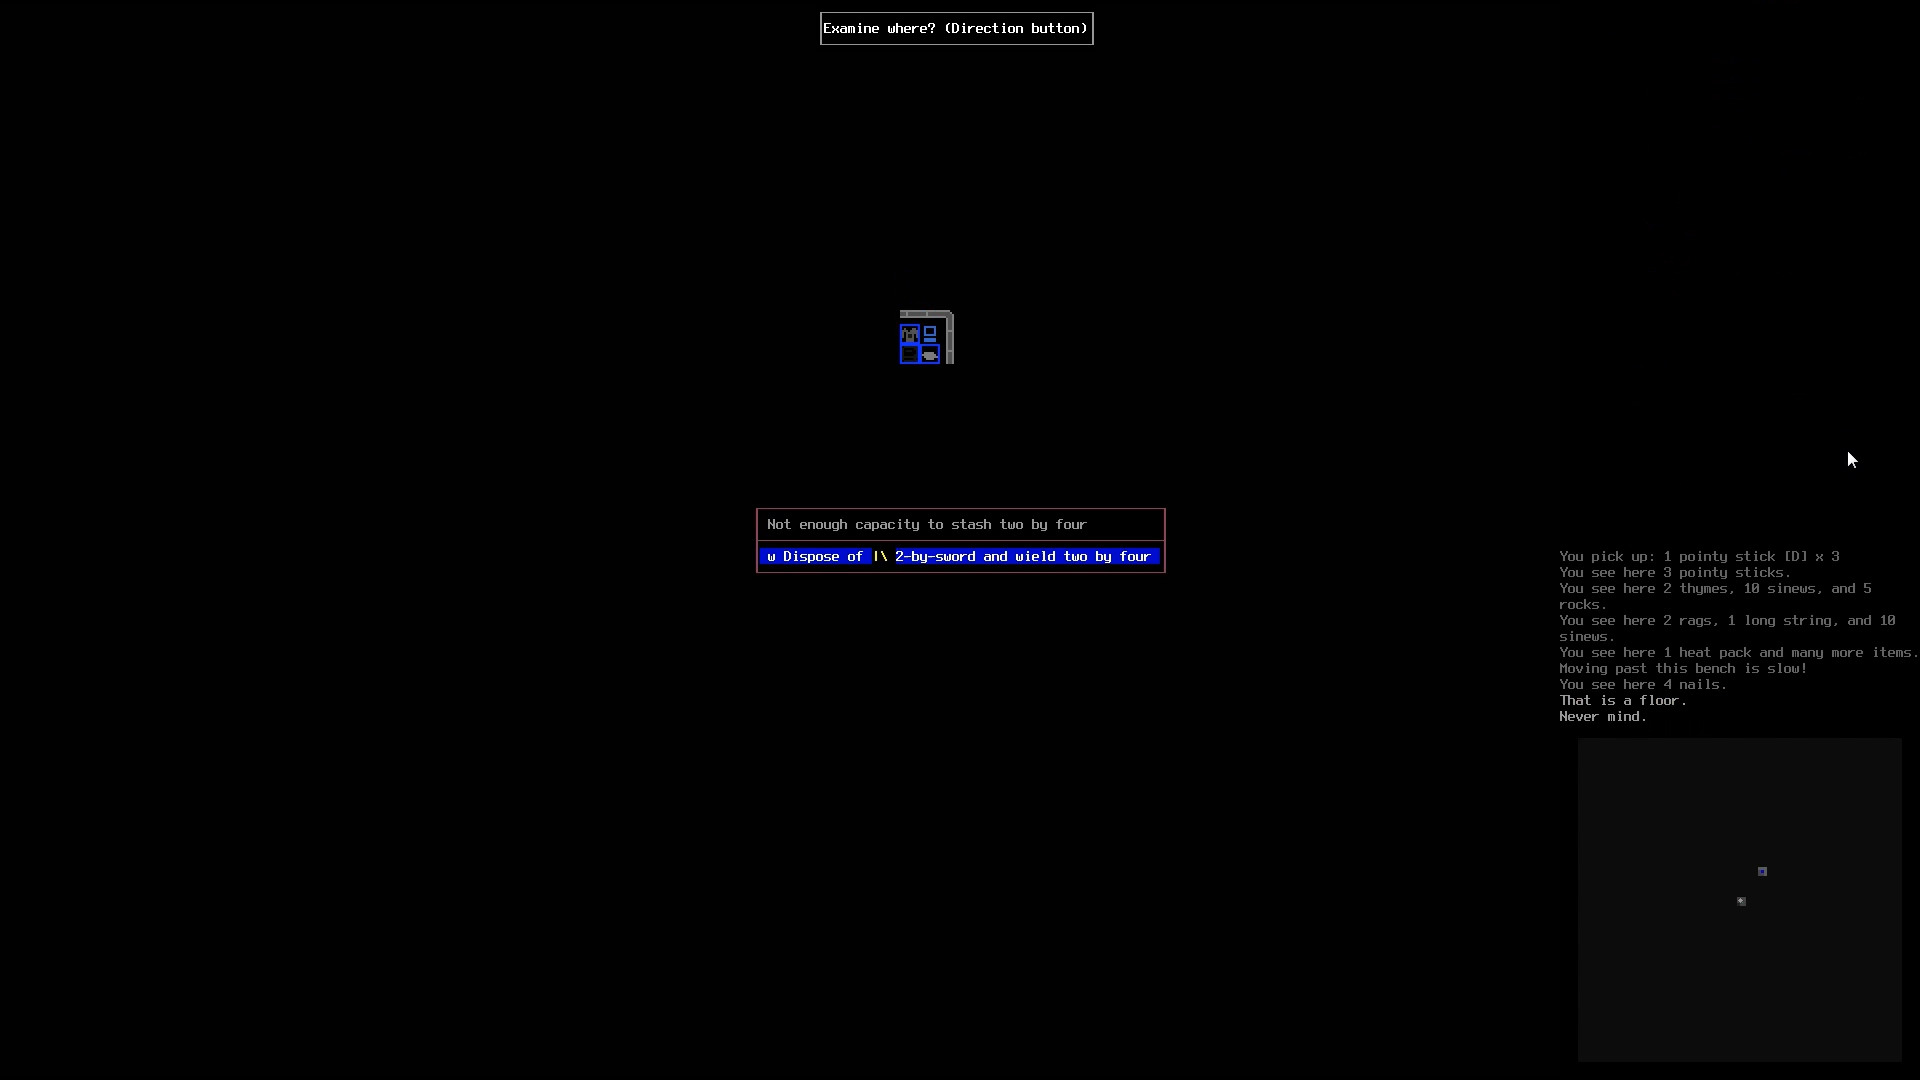 Examine where? (Direction button)
Not enough capacity to stash two by four
w Dispose of |\ 2-by-sword and wield two by four
You pick up: 1 pointy stick [D] x 3
You see here 3 pointy sticks.
You see here 2 thymes, 10 sinews, and 5
rocks.
You see here 2 rags, 1 long string, and 10
sinews.
You see here 1 heat pack and many more items.
Moving past this bench is slow!
You see here 4 nails.
That is a floor.
Never mind.